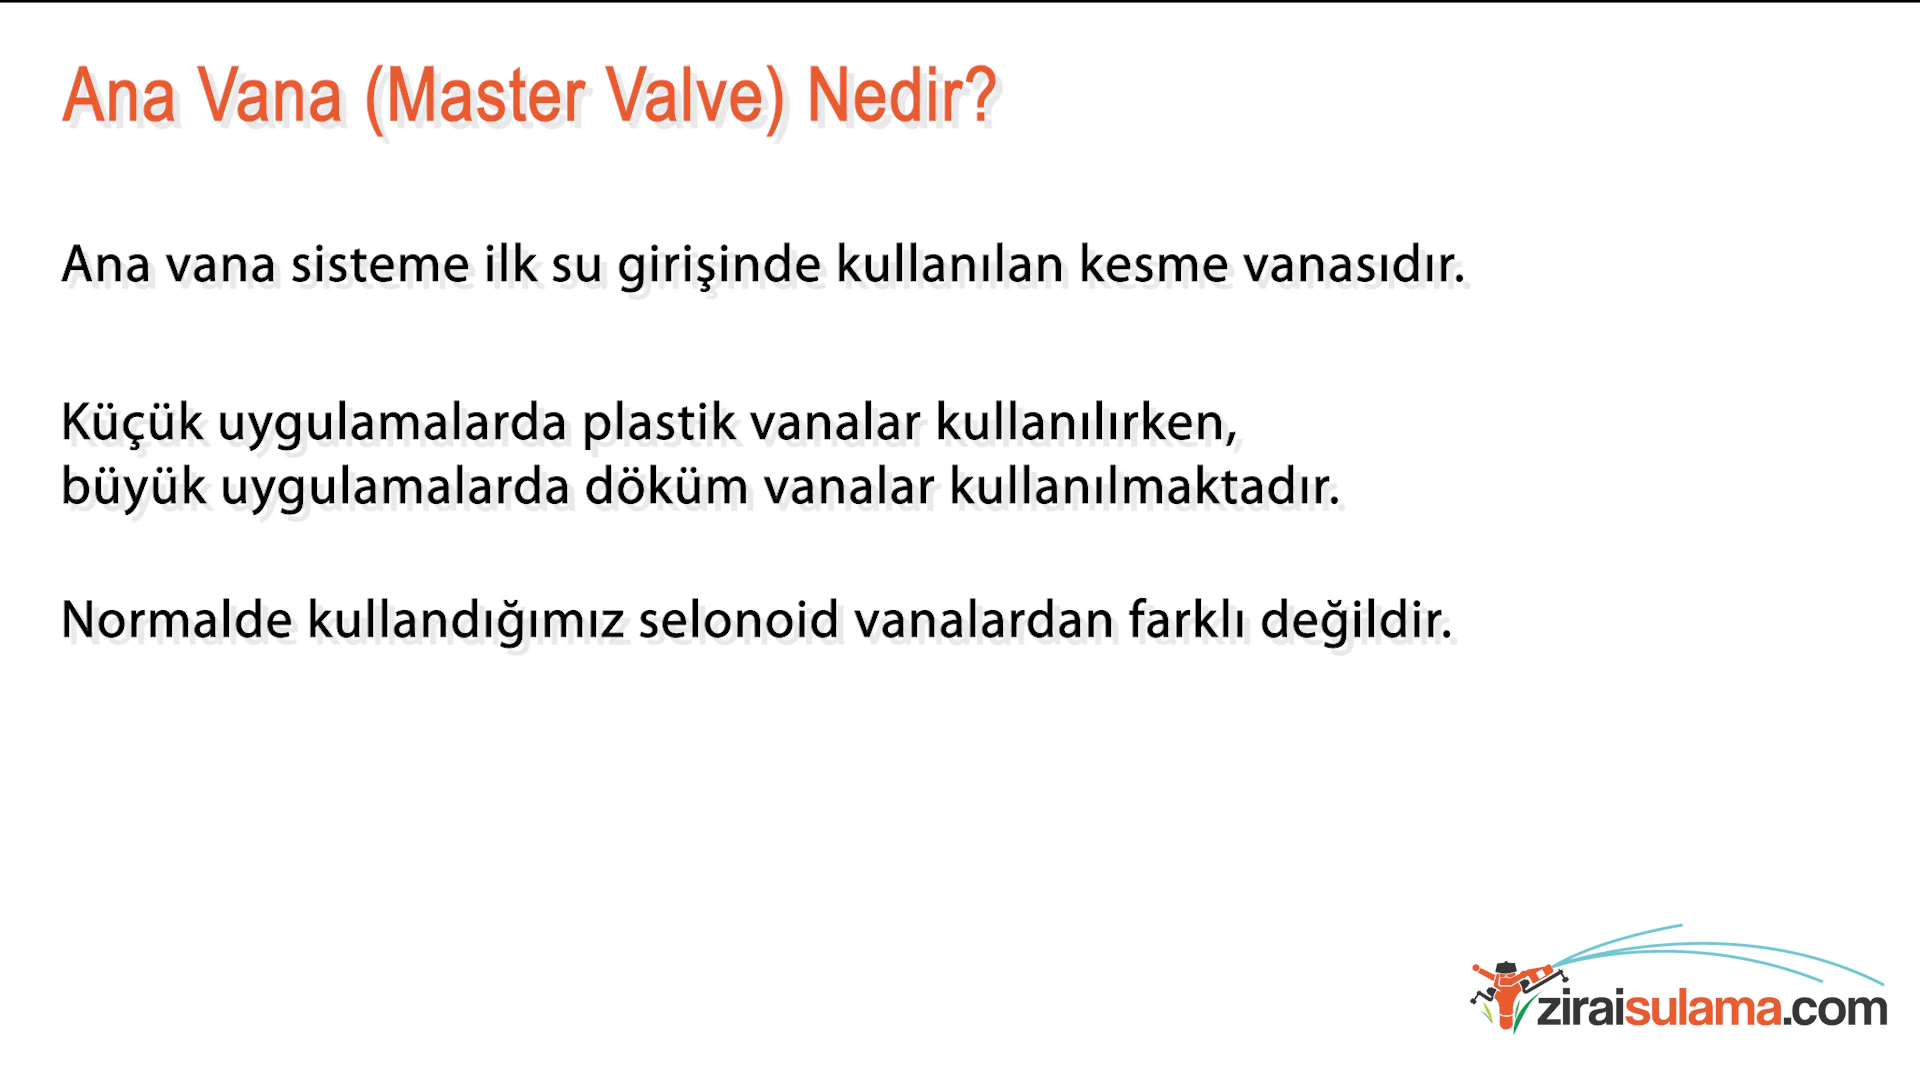 Ana Vana (Master Valve) Nedir?
Ana vana sisteme ilk su girişinde kullanılan kesme vanasıdır.
Küçük uygulamalarda plastik vanalar kullanılırken,
büyük uygulamalarda döküm vanalar kullanılmaktadır.
Normalde kullandığımız selonoid vanalardan farklı değildir.
ziraisulama.com